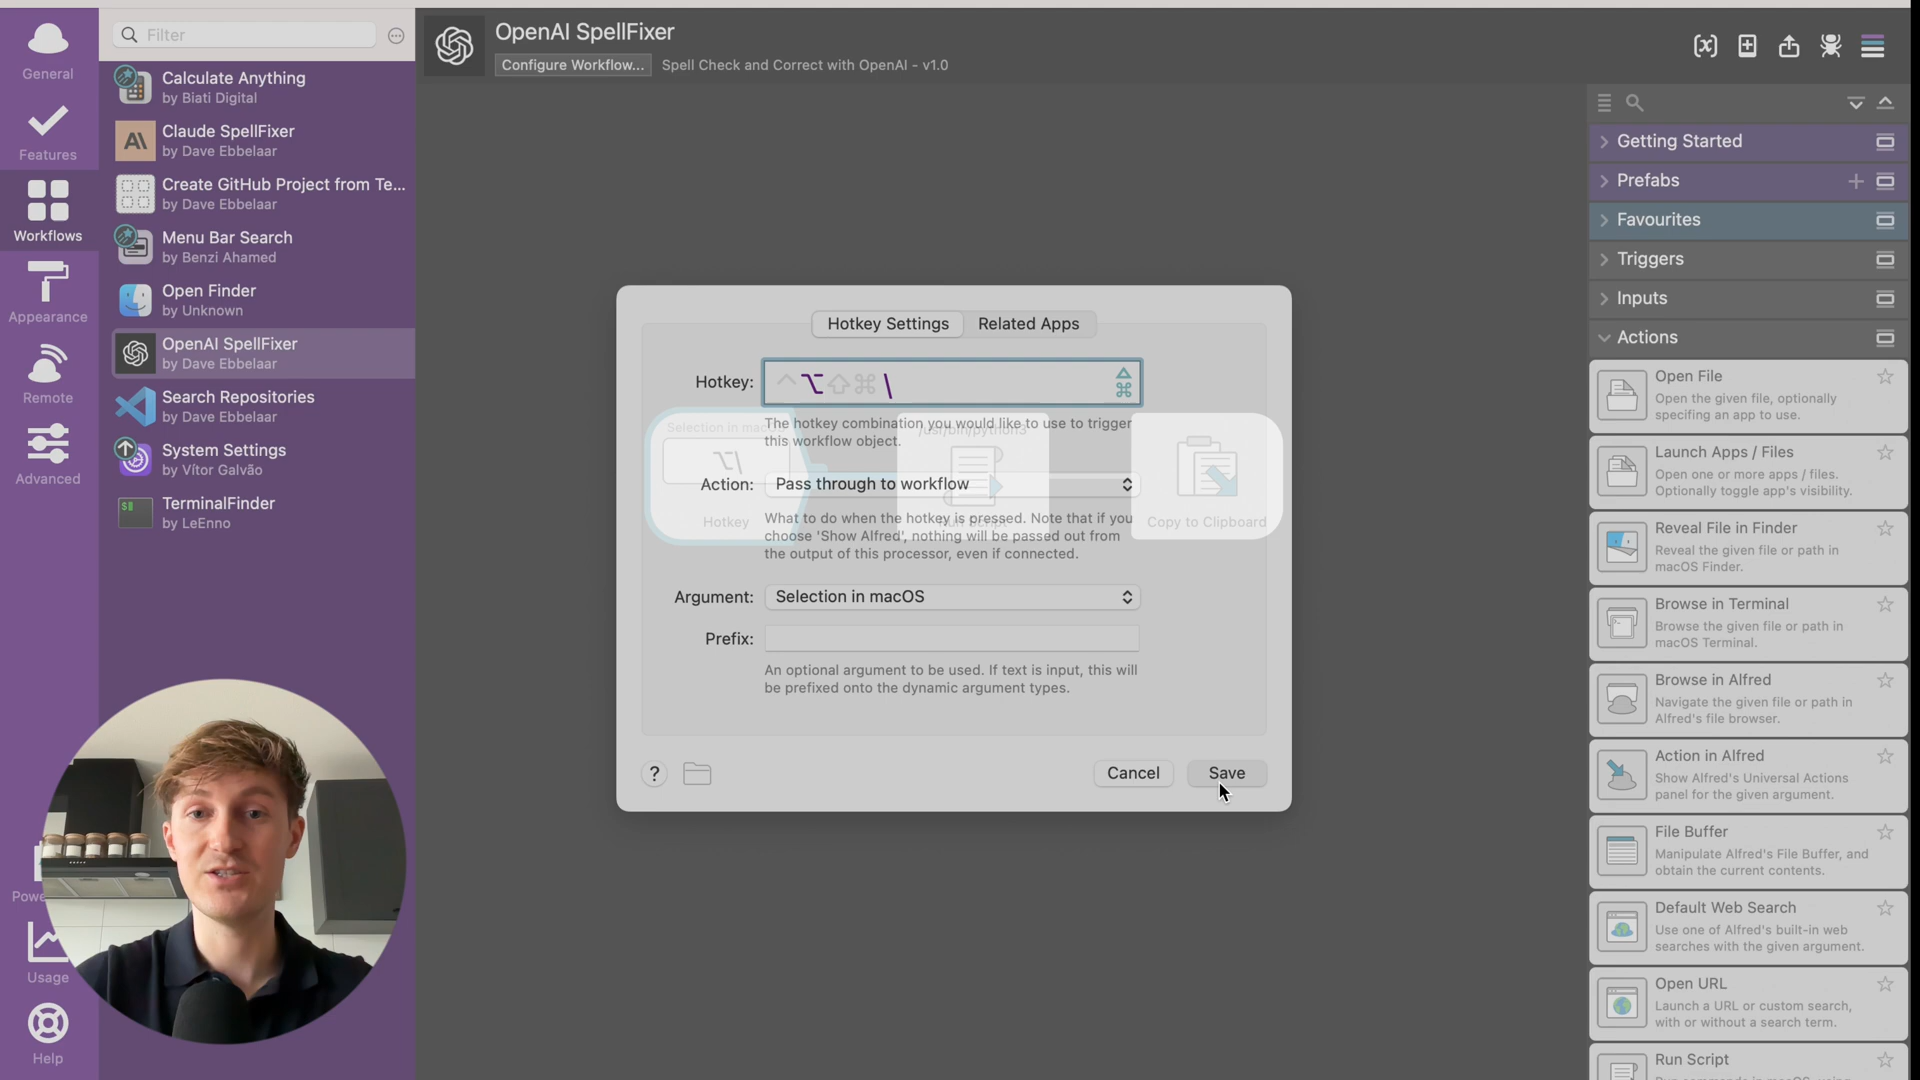 General
Features
Workflows
Appearance
Remote
Advanced
Usage
Help
Filter
Calculate Anything
by Biati Digital
Claude SpellFixer
by Dave Ebbelaar
Create GitHub Project from Te...
by Dave Ebbelaar
Menu Bar Search
by Benzi Ahamed
Open Finder
by Unknown
OpenAI SpellFixer
by Dave Ebbelaar
Search Repositories
by Dave Ebbelaar
System Settings
by Vítor Galvão
TerminalFinder
by LeEnno
OpenAI SpellFixer
Configure Workflow... Spell Check and Correct with OpenAI - v1.0
Hotkey Settings Related Apps
Hotkey: ^⌥⇧⌘ \
The hotkey combination you would like to use to trigger
this workflow object.
Selection in macOS
/usr/bin/python3
⌥\
Hotkey
Run Script
Copy to Clipboard
Action: Pass through to workflow
What to do when the hotkey is pressed. Note that if you
choose 'Show Alfred', nothing will be passed out from
the output of this processor, even if connected.
Argument: Selection in macOS
Prefix:
An optional argument to be used. If text is input, this will
be prefixed onto the dynamic argument types.
? Cancel Save
Getting Started
Prefabs
Favourites
Triggers
Inputs
Actions
Open File
Open the given file, optionally
specifing an app to use.
Launch Apps / Files
Open one or more apps / files.
Optionally toggle app's visibility.
Reveal File in Finder
Reveal the given file or path in
macOS Finder.
Browse in Terminal
Browse the given file or path in
macOS Terminal.
Browse in Alfred
Navigate the given file or path in
Alfred's file browser.
Action in Alfred
Show Alfred's Universal Actions
panel for the given argument.
File Buffer
Manipulate Alfred's File Buffer, and
obtain the current contents.
Default Web Search
Use one of Alfred's built-in web
searches with the given argument.
Open URL
Launch a URL or custom search,
with or without a search term.
Run Script